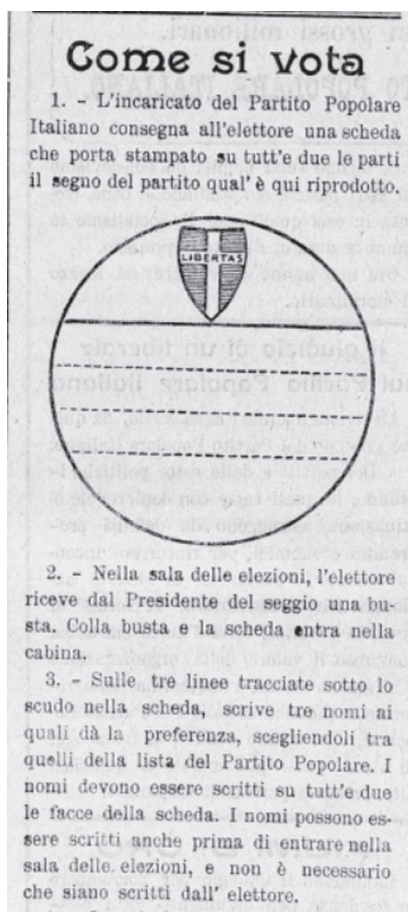 Come si vota
1. - L'incaricato del Partito Popolare
Italiano consegna all'elettore una scheda
che porta stampato su tutt'e due le parti
il segno del partito qual' è qui riprodotto.
LIBERTAS
2. - Nella sala delle elezioni, l'elettore
riceve dal Presidente del seggio una bu-
sta. Colla busta e la scheda entra nella
cabina.
3. - Sulle tre linee tracciate sotto lo
scudo nella scheda, scrive tre nomi ai
quali dà la preferenza, scegliendoli tra
quelli della lista del Partito Popolare. I
nomi devono essere scritti su tutt'e due
le facce della scheda. I nomi possono es-
sere scritti anche prima di entrare nella
sala delle elezioni, e non è necessario
che siano scritti dall' elettore.